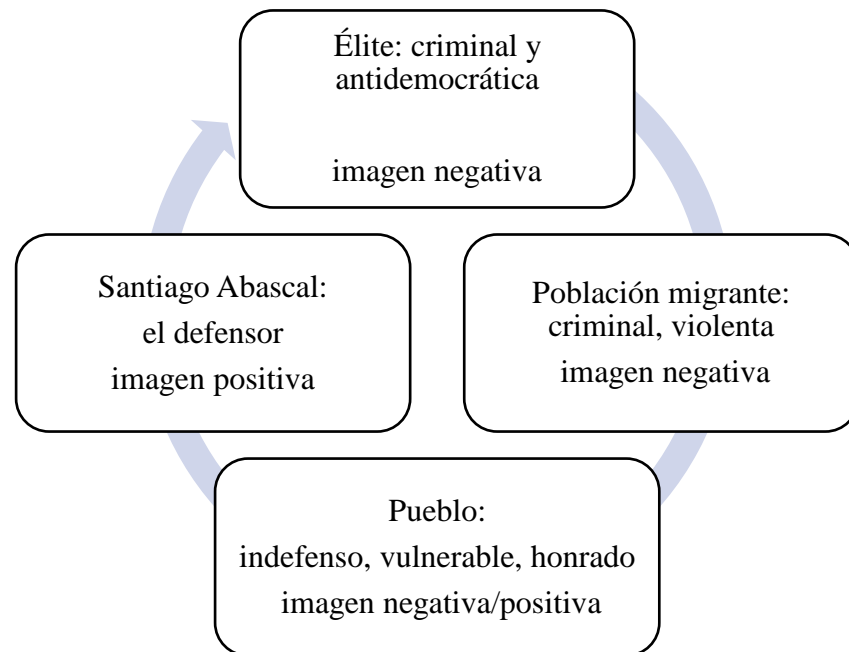 Élite: criminal y
antidemocrática
imagen negativa
Santiago Abascal:
el defensor
imagen positiva
Población migrante:
criminal, violenta
imagen negativa
Pueblo:
indefenso, vulnerable, honrado
imagen negativa/positiva